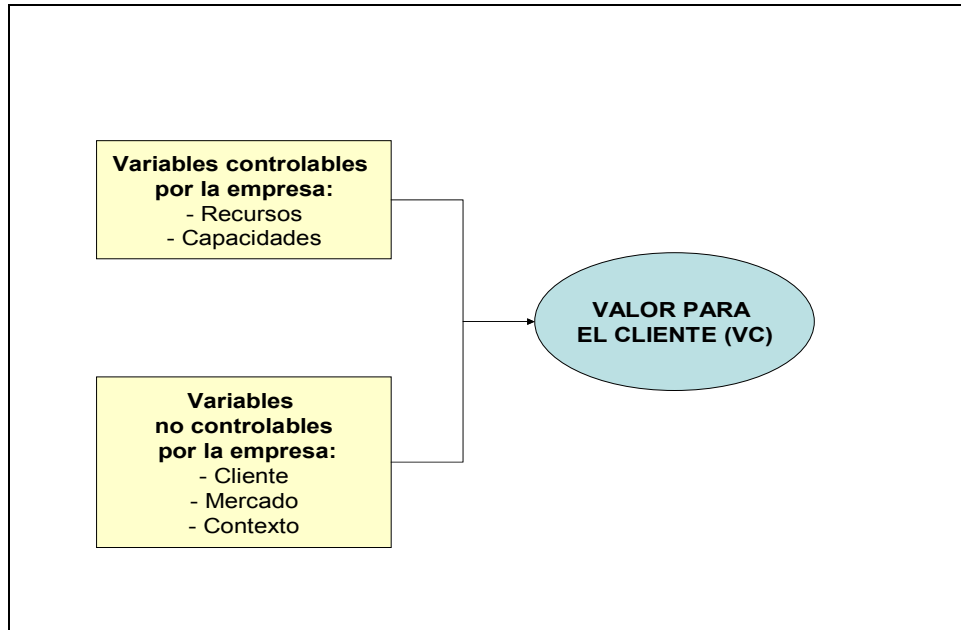 Variables controlables
por la empresa:
- Recursos
- Capacidades
VALOR PARA
EL CLIENTE (VC)
Variables
no controlables
por la empresa:
- Cliente
- Mercado
- Contexto